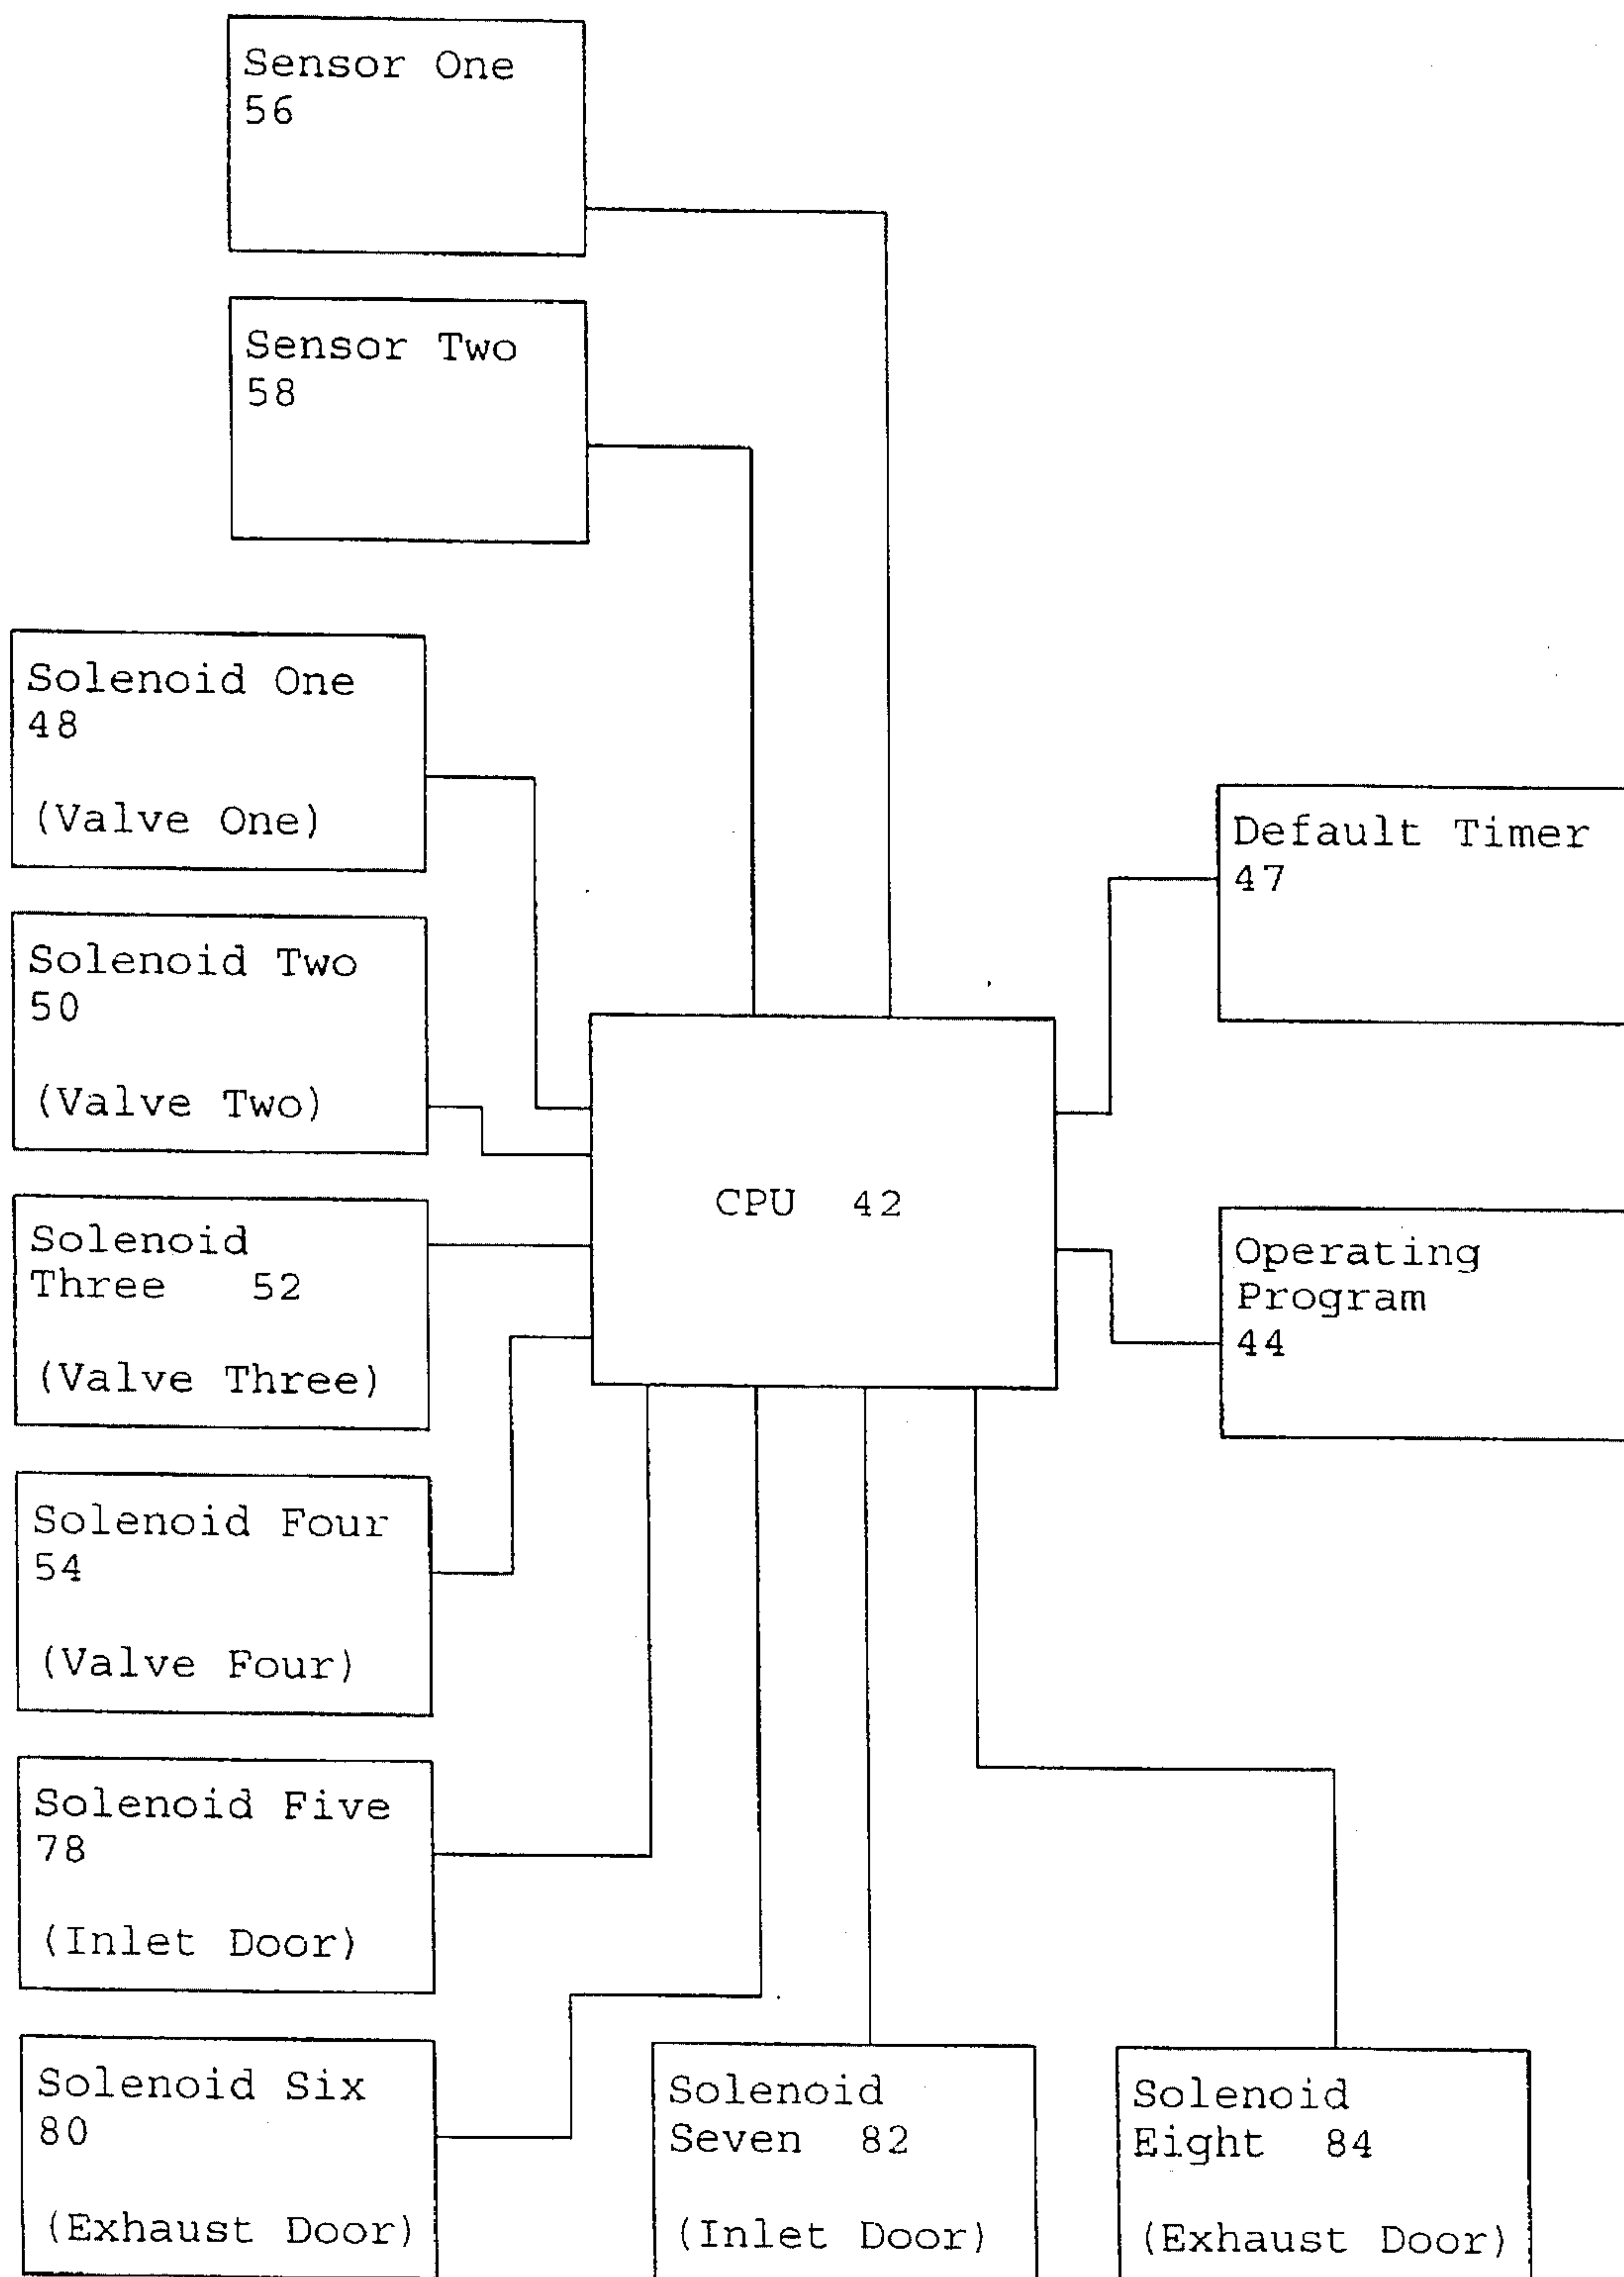 Sensor One
56
Sensor Two
58
Solenoid One
48
(Valve One)
Default Timer
47
Solenoid Two
50
(Valve Two)
CPU 42
Solenoid
Three 52
(Valve Three)
Operating
Program
44
Solenoid Four
54
(Valve Four)
Solenoid Five
78
(Inlet Door)
Solenoid Six
80
(Exhaust Door)
Solenoid
Seven 82
(Inlet Door)
Solenoid
Eight 84
(Exhaust Door)